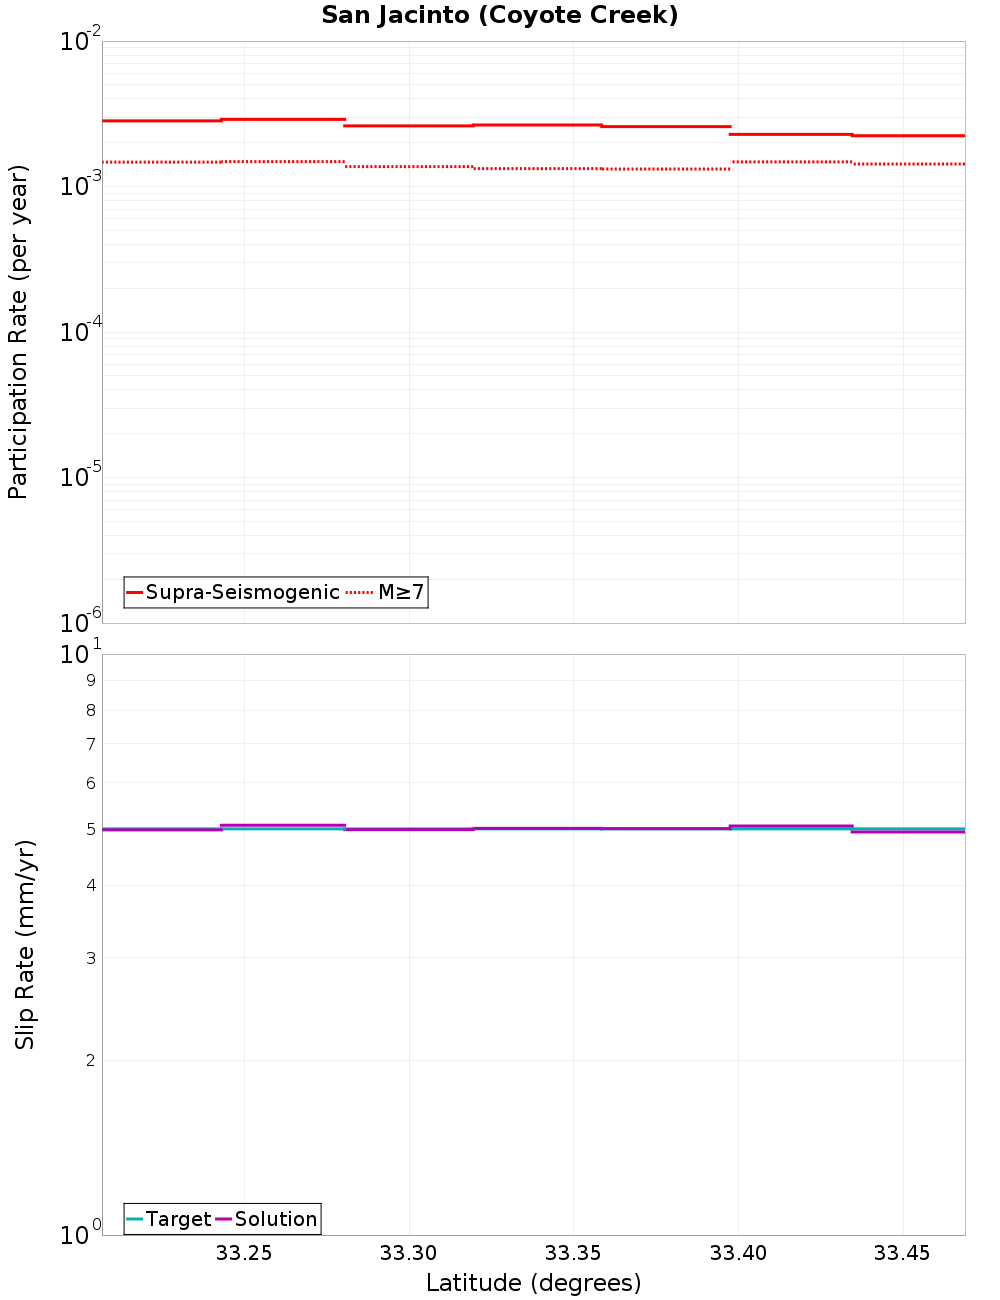 San Jacinto (Coyote Creek)
Participation Rate (per year)
10^-2
10^-3
10^-4
10^-5
10^-6
Supra-Seismogenic M≥7
Slip Rate (mm/yr)
10^1
9
8
7
6
5
4
3
2
10^0
Target Solution
33.25 33.30 33.35 33.40 33.45
Latitude (degrees)